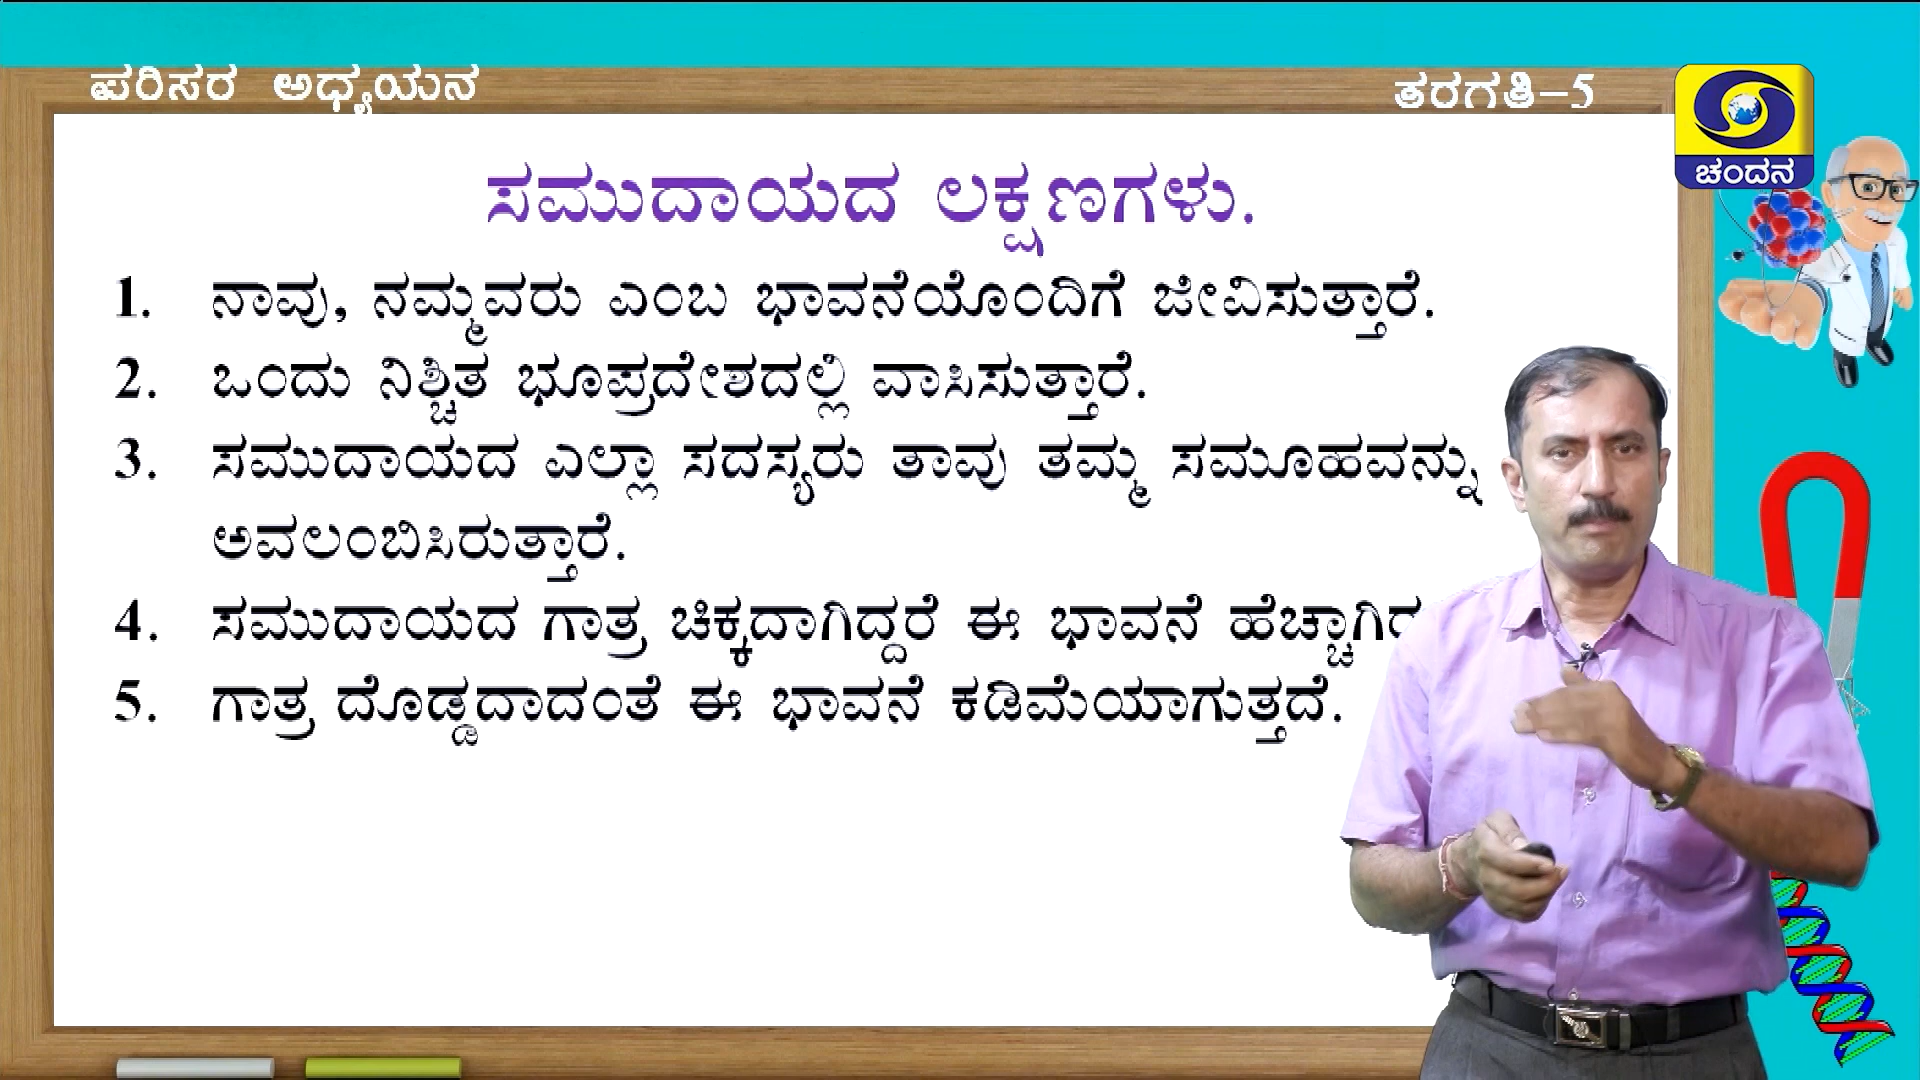 ಪರಿಸರ ಅಧ್ಯಯನ
ತರಗತಿ-5
ಚಂದನ
ಸಮುದಾಯದ ಲಕ್ಷಣಗಳು.
1. ನಾವು, ನಮ್ಮವರು ಎಂಬ ಭಾವನೆಯೊಂದಿಗೆ ಜೀವಿಸುತ್ತಾರೆ.
2. ಒಂದು ನಿಶ್ಚಿತ ಭೂಪ್ರದೇಶದಲ್ಲಿ ವಾಸಿಸುತ್ತಾರೆ.
3. ಸಮುದಾಯದ ಎಲ್ಲಾ ಸದಸ್ಯರು ತಾವು ತಮ್ಮ ಸಮೂಹವನ್ನು
ಅವಲಂಬಿಸಿರುತ್ತಾರೆ.
4. ಸಮುದಾಯದ ಗಾತ್ರ ಚಿಕ್ಕದಾಗಿದ್ದರೆ ಈ ಭಾವನೆ
5. ಗಾತ್ರ ದೊಡ್ಡದಾದಂತೆ ಈ ಭಾವನೆ ಕಡಿಮೆಯಾಗುತ್ತದೆ.